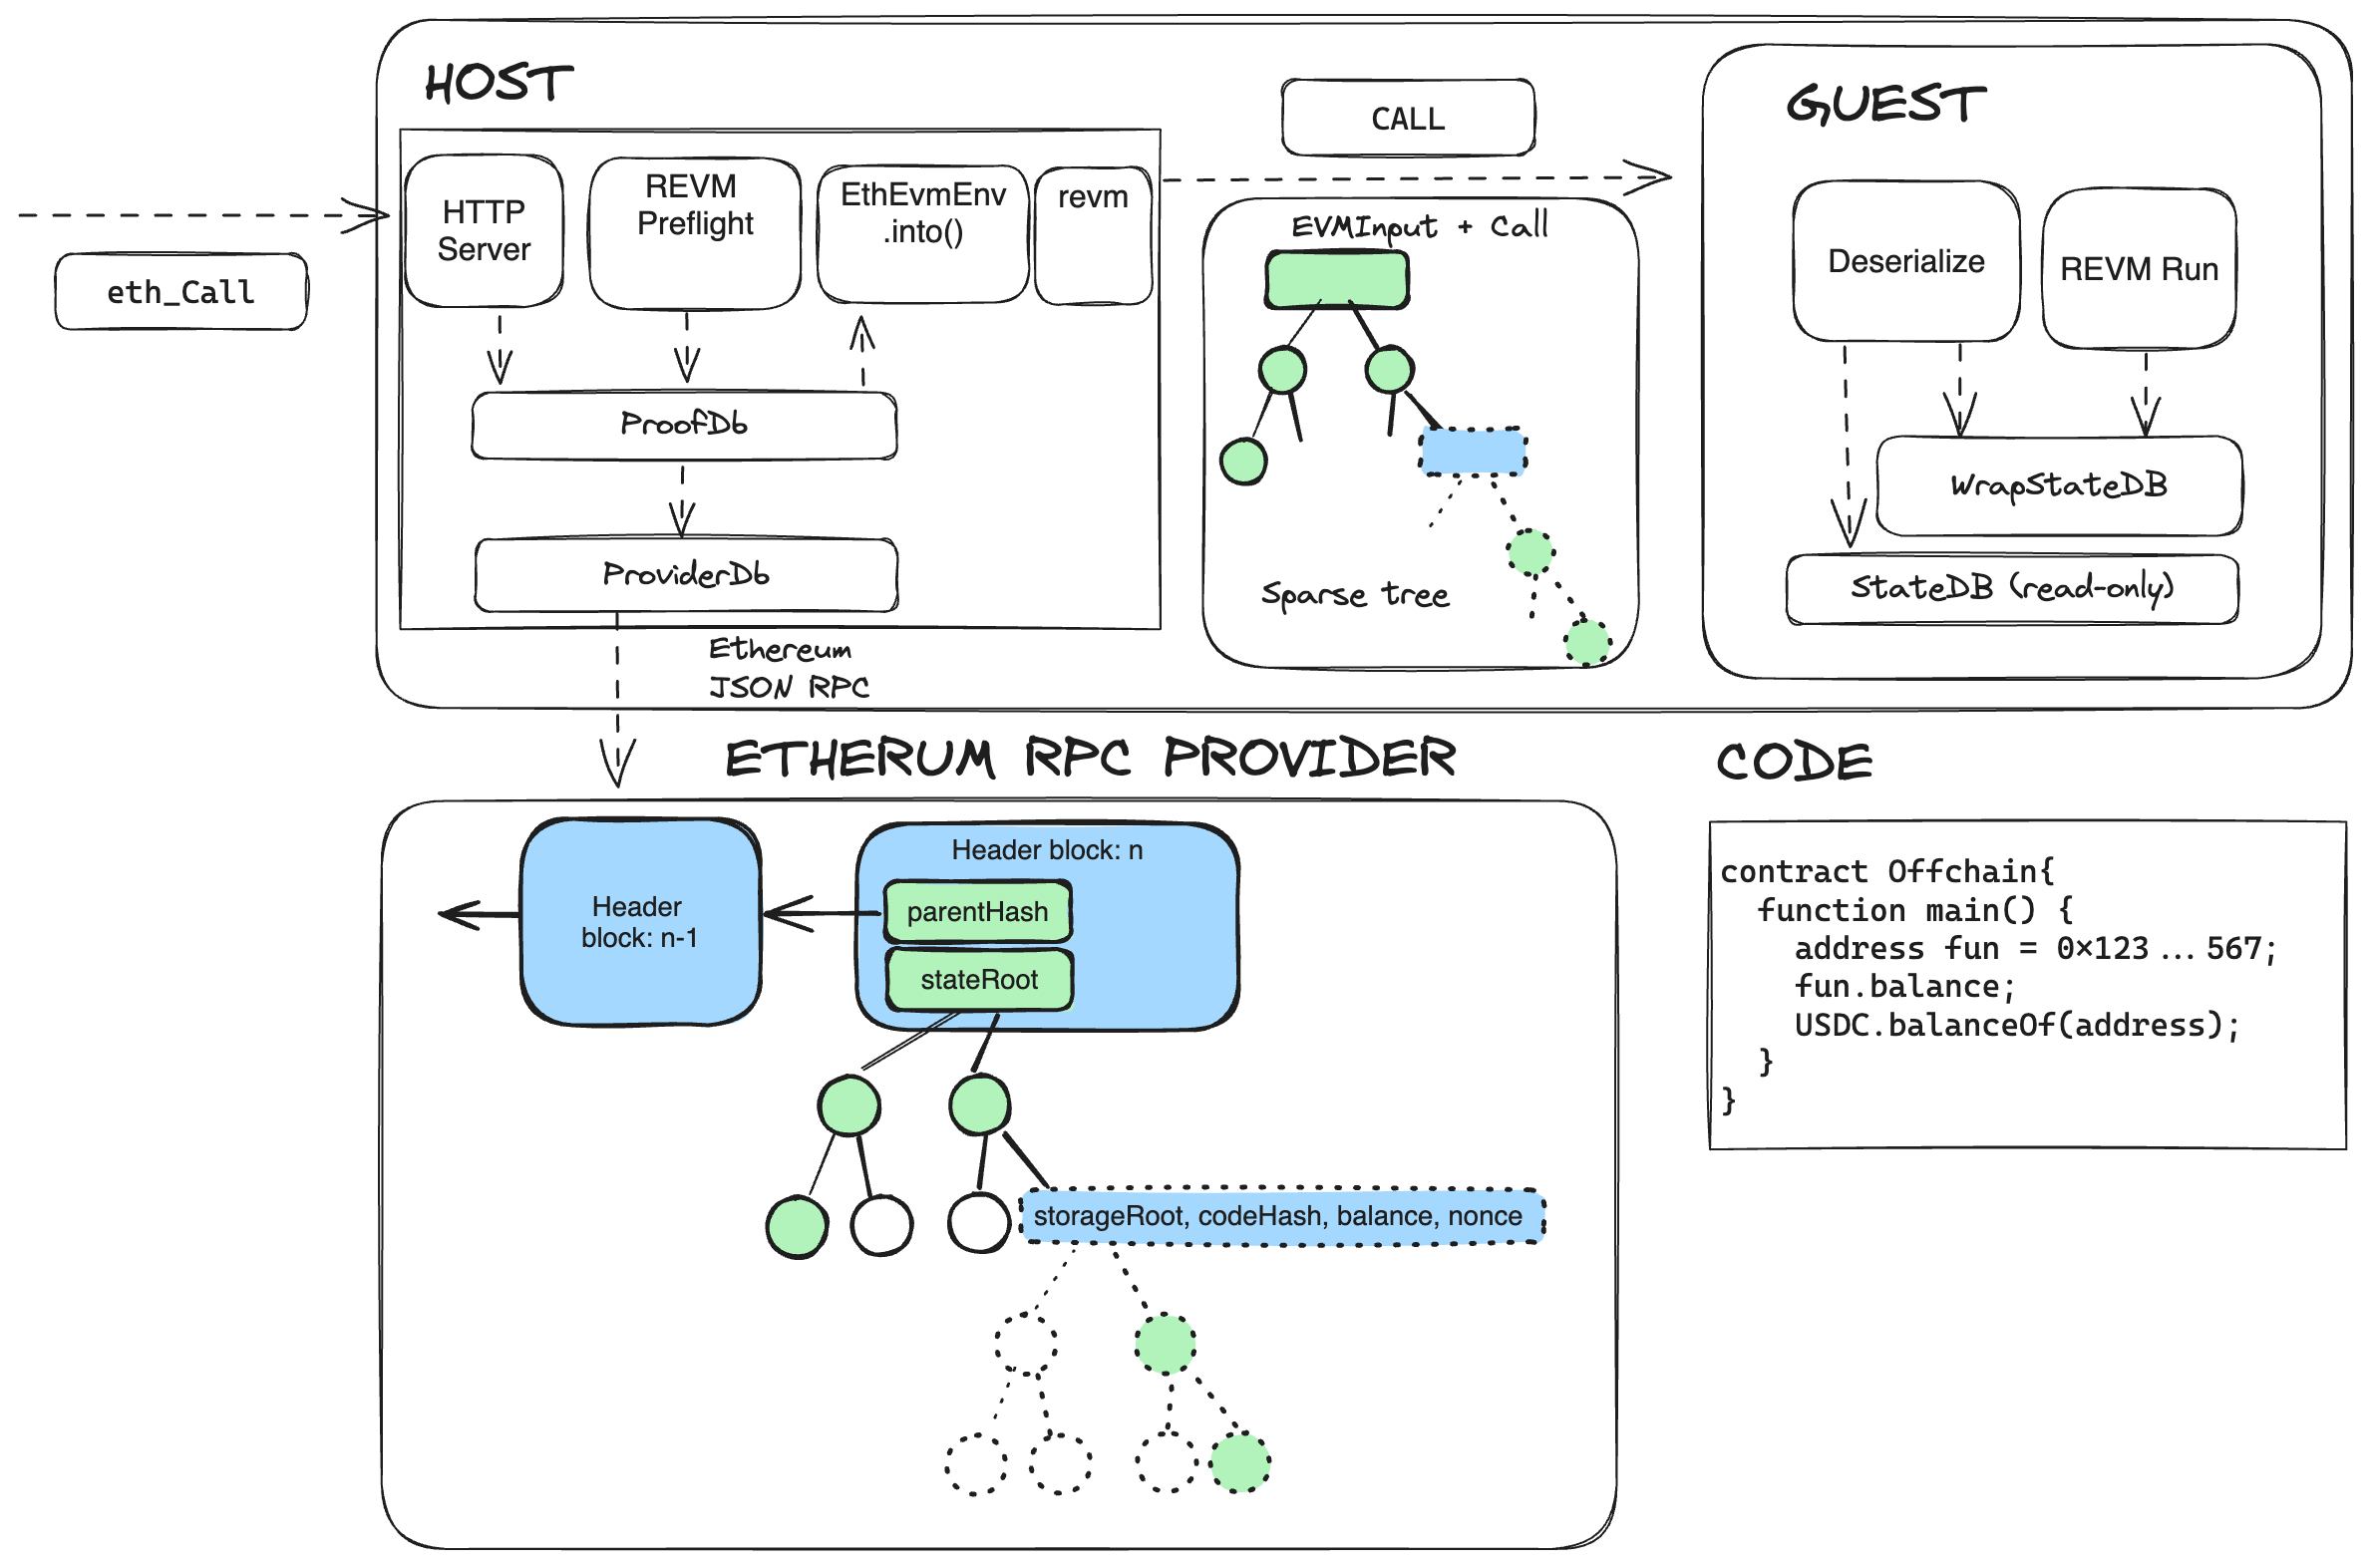 HOST
GUEST
CALL
HTTP
Server
REVM
Preflight
EthEvmEnv
.into()
revm
eth_Call
EVMInput + Call
Deserialize
REVM Run
ProofDb
WrapStateDB
ProviderDb
Sparse tree
StateDB (read-only)
Ethereum
JSON RPC
ETHERUM RPC PROVIDER
CODE
Header
block: n-1
Header block: n
parentHash
stateRoot
storageRoot, codeHash, balance, nonce
contract Offchain{
function main() {
address fun = 0×123...567;
fun.balance;
USDC.balanceOf(address);
}
}